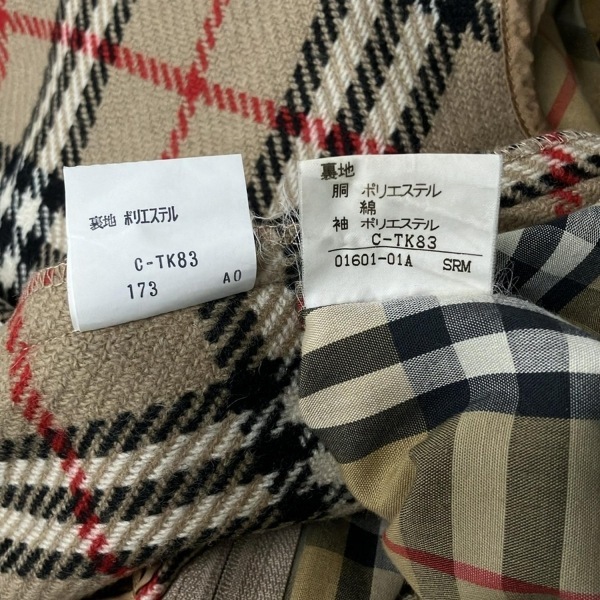 裏地 ポリエステル
C-TK83
173 AO
裏地
胴 ポリエステル
綿
袖 ポリエステル
C-TK83
01601-01A SRM